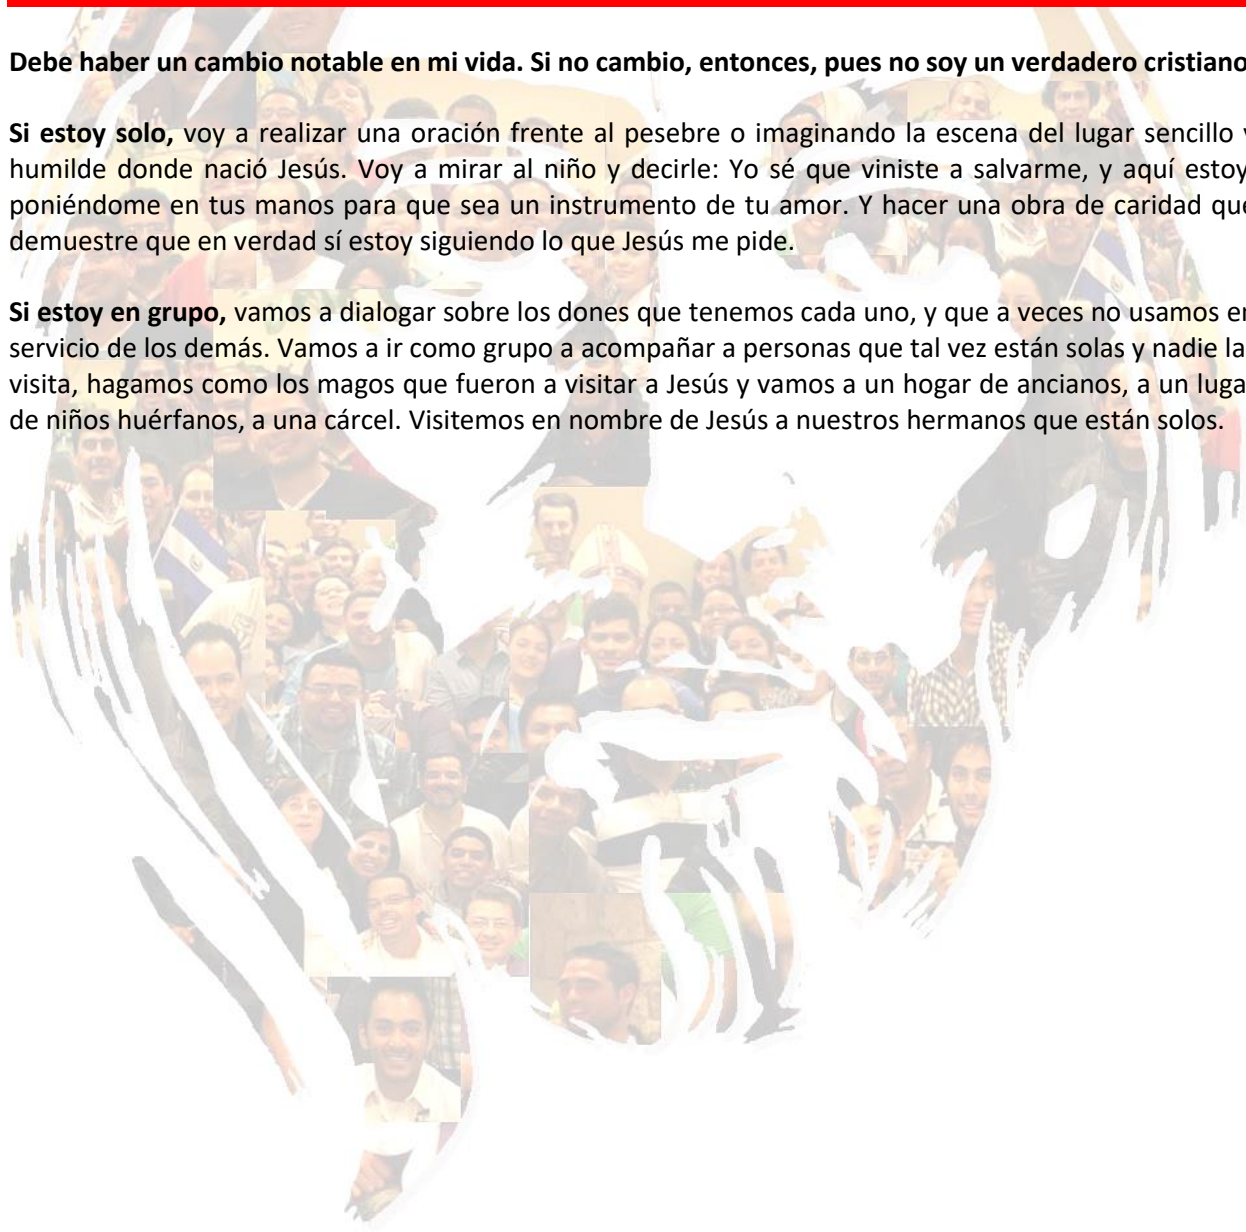 Debe haber un cambio notable en mi vida. Si no cambio, entonces, pues no soy un verdadero cristiano
Si estoy solo, voy a realizar una oración frente al pesebre o imaginando la escena del lugar sencillo y
humilde donde nació Jesús. Voy a mirar al niño y decirle: Yo sé que viniste a salvarme, y aquí estoy
poniéndome en tus manos para que sea un instrumento de tu amor. Y hacer una obra de caridad que
demuestre que en verdad sí estoy siguiendo lo que Jesús me pide.
Si estoy en grupo, vamos a dialogar sobre los dones que tenemos cada uno, y que a veces no usamos en
servicio de los demás. Vamos a ir como grupo a acompañar a personas que tal vez están solas y nadie la
visita, hagamos como los magos que fueron a visitar a Jesús y vamos a un hogar de ancianos, a un luga
de niños huérfanos, a una cárcel. Visitemos en nombre de Jesús a nuestros hermanos que están solos.